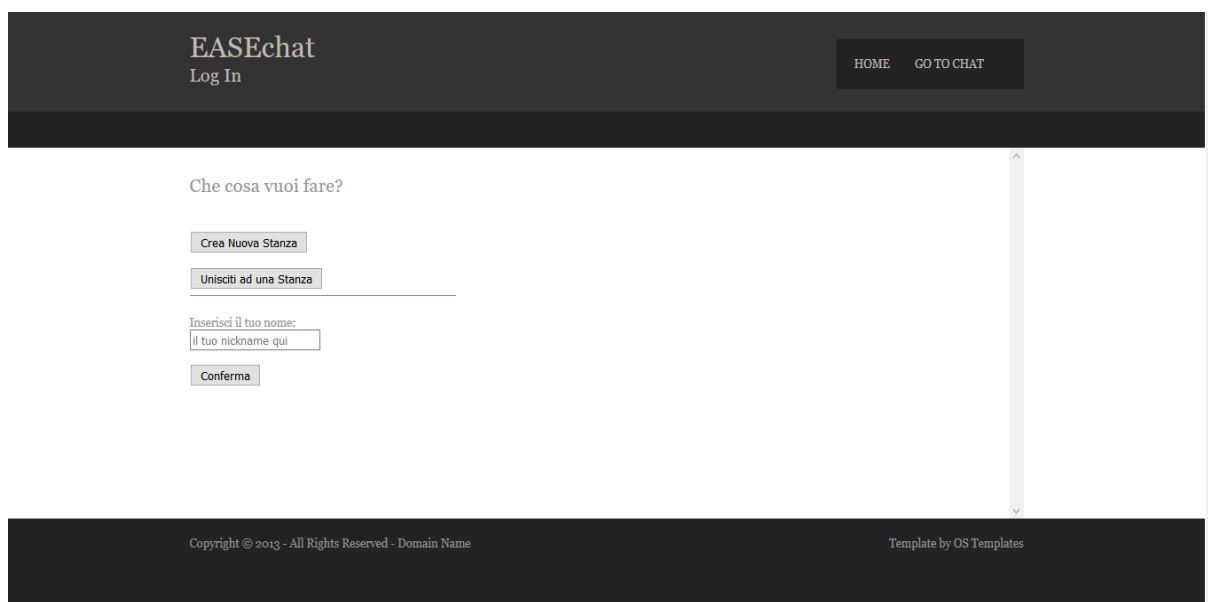 EASEchat
Log In
HOME GO TO CHAT
Che cosa vuoi fare?
Crea Nuova Stanza
Unisciti ad una Stanza
Inserisci il tuo nome:
il tuo nickname qui
Conferma
Copyright © 2013 - All Rights Reserved - Domain Name
Template by OS Templates